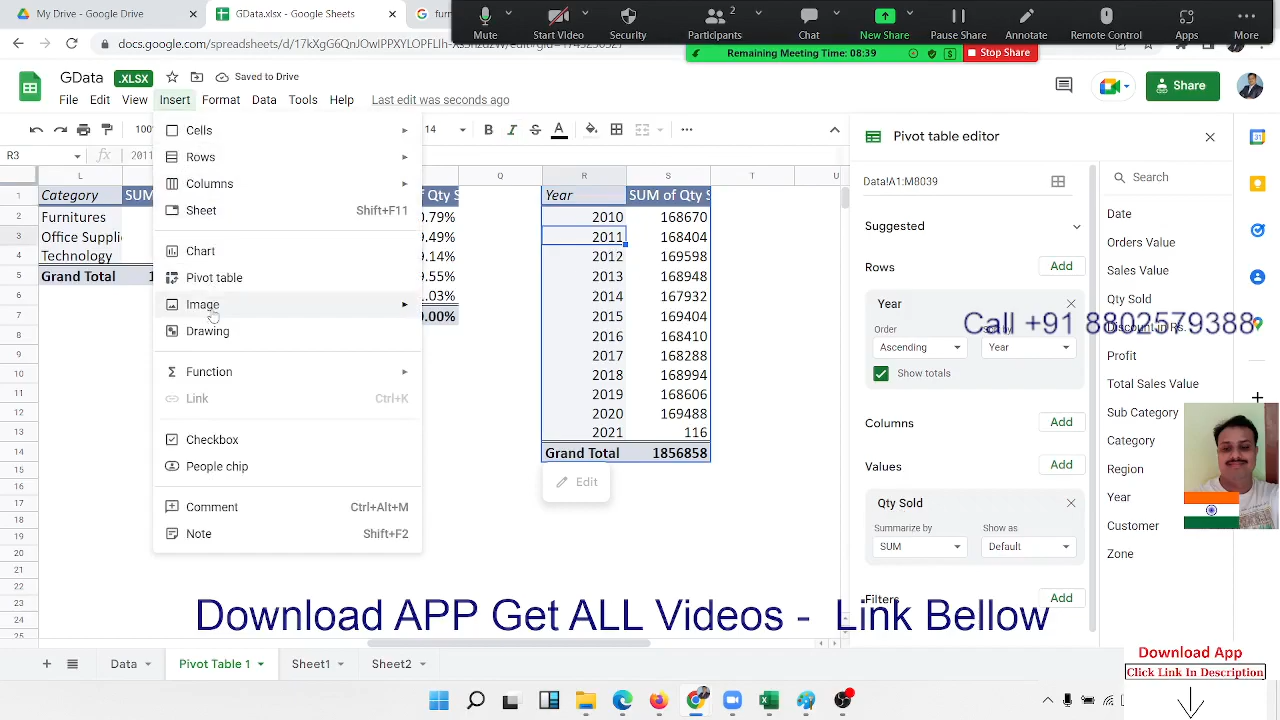 My Drive - Google Drive
GData.xlsx - Google Sheets
Mute
Start Video
Security
Participants
2
Chat
New Share
Pause Share
Annotate
Remote Control
Apps
More
Remaining Meeting Time: 08:39
Stop Share
GData
.XLSX
Saved to Drive
Share
File Edit View Insert Format Data Tools Help
Last edit was seconds ago
14
R3
2011
Cells
Rows
Columns
Sheet Shift+F11
Chart
Pivot table
Image
Drawing
Function
Link Ctrl+K
Checkbox
People chip
Comment Ctrl+Alt+M
Note Shift+F2
L Q R S T U
Category SUM
Furnitures
Office Supplie
Technology
Grand Total 1
Year SUM of Qty S
2010 168670
2011 168404
2012 169598
2013 168948
2014 167932
2015 169404
2016 168410
2017 168288
2018 168994
2019 168606
2020 169488
2021 116
Grand Total 1856858
Edit
Pivot table editor
Data!A1:M8039
Suggested
Rows Add
Year
Order
Ascending
Year
Show totals
Columns Add
Values Add
Qty Sold
Summarize by Show as
SUM Default
Filters Add
Search
Date
Orders Value
Sales Value
Qty Sold
Discount in Rs.
Profit
Total Sales Value
Sub Category
Category
Region
Year
Customer
Zone
Call +91 8802579388
Download APP Get ALL Videos - Link Bellow
Data
Pivot Table 1
Sheet1
Sheet2
Download App
Click Link In Description